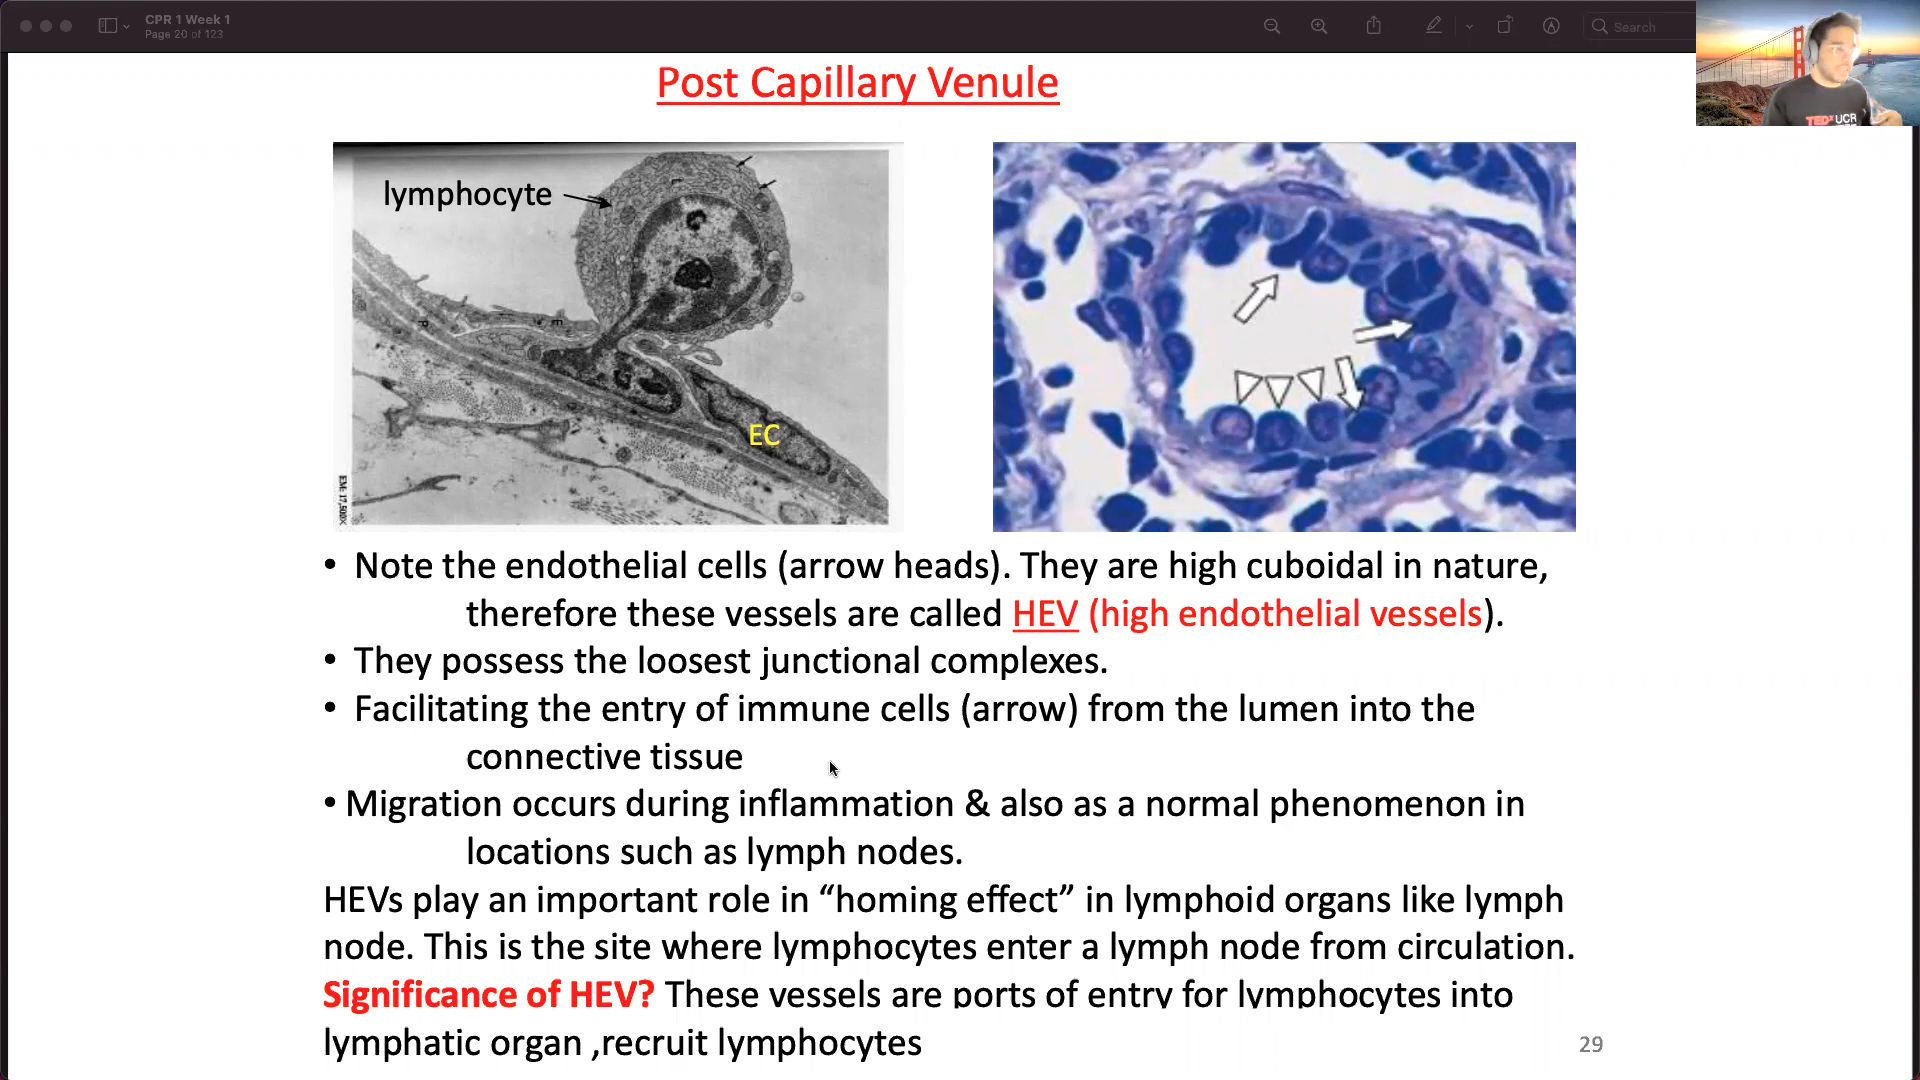 CPR 1 Week 1
Page 20 of 123
Search
TEDx UCR
Post Capillary Venule
lymphocyte
EC
EM: 17,500X
• Note the endothelial cells (arrow heads). They are high cuboidal in nature,
therefore these vessels are called HEV (high endothelial vessels).
• They possess the loosest junctional complexes.
• Facilitating the entry of immune cells (arrow) from the lumen into the
connective tissue
• Migration occurs during inflammation & also as a normal phenomenon in
locations such as lymph nodes.
HEVs play an important role in “homing effect” in lymphoid organs like lymph
node. This is the site where lymphocytes enter a lymph node from circulation.
Significance of HEV? These vessels are ports of entry for lymphocytes into
lymphatic organ ,recruit lymphocytes
29